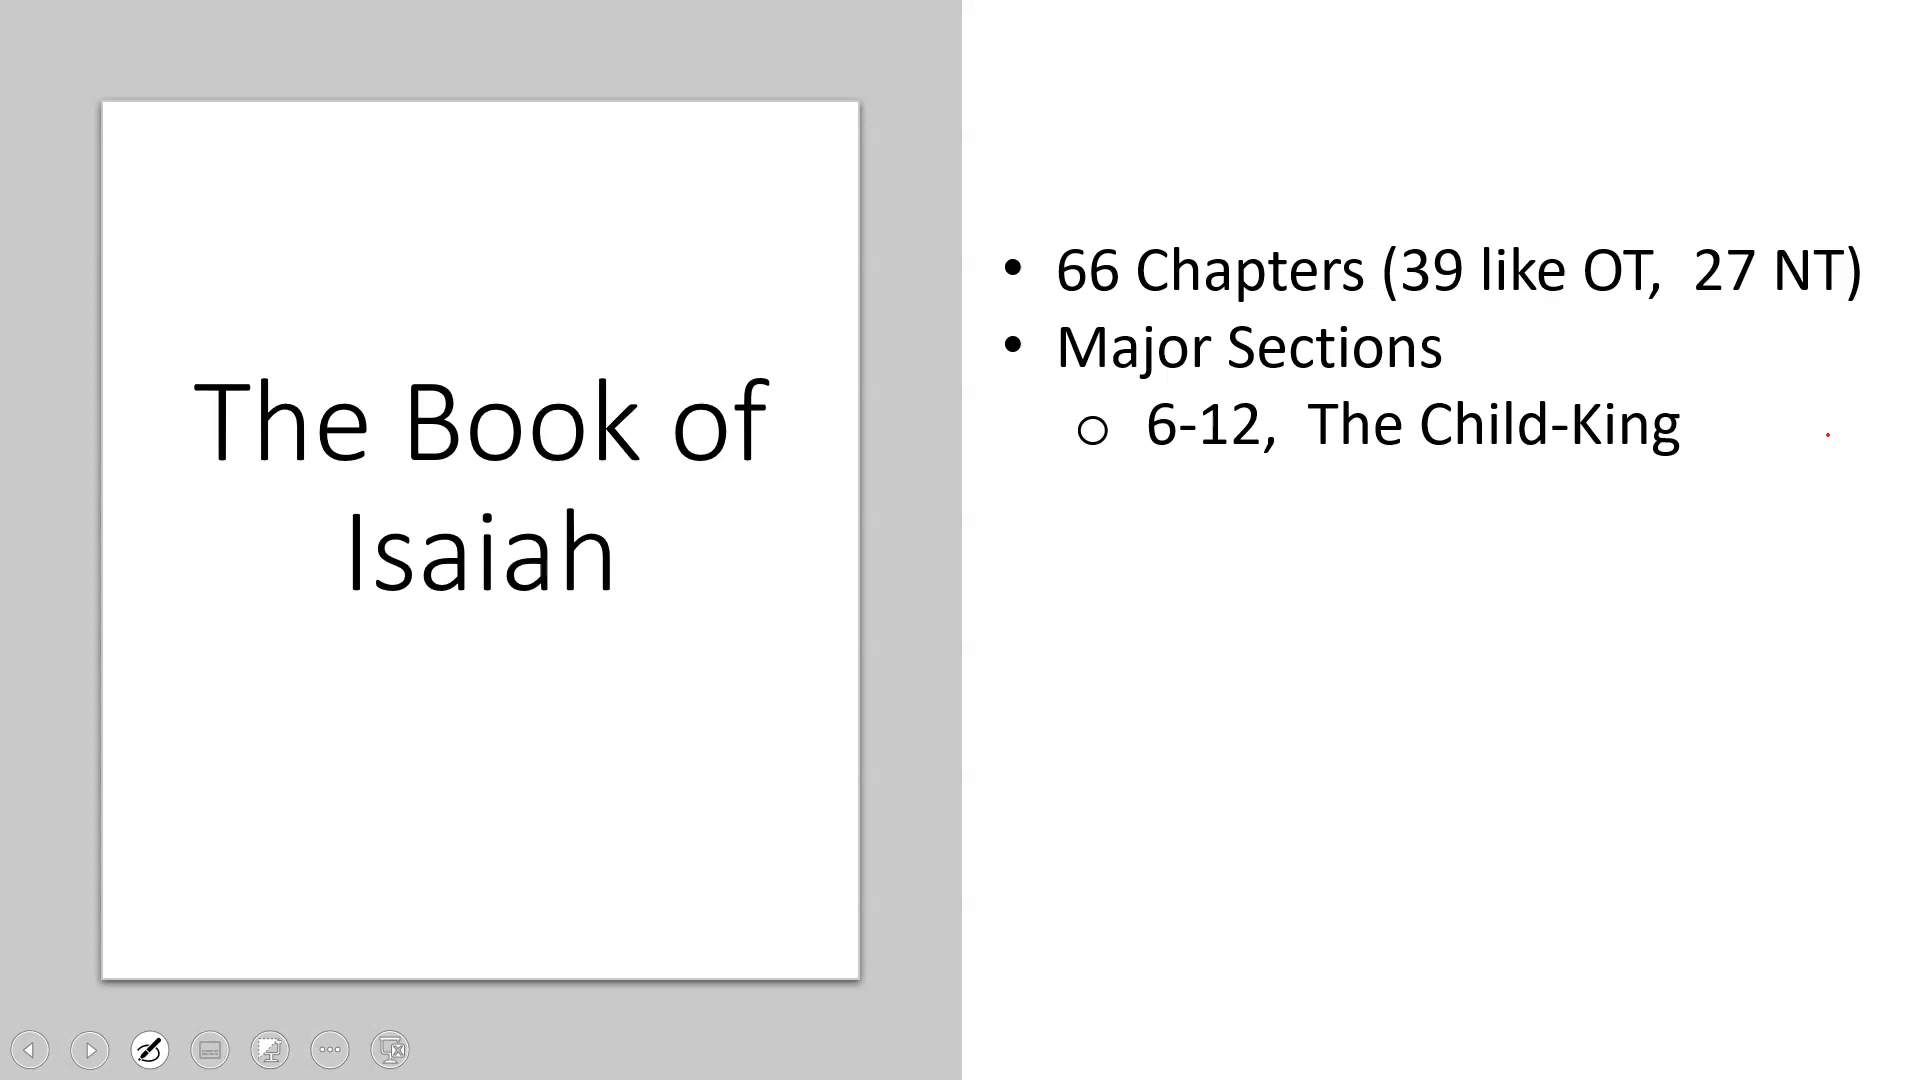 The Book of
Isaiah
• 66 Chapters (39 like OT,  27 NT)
• Major Sections
o 6-12,  The Child-King